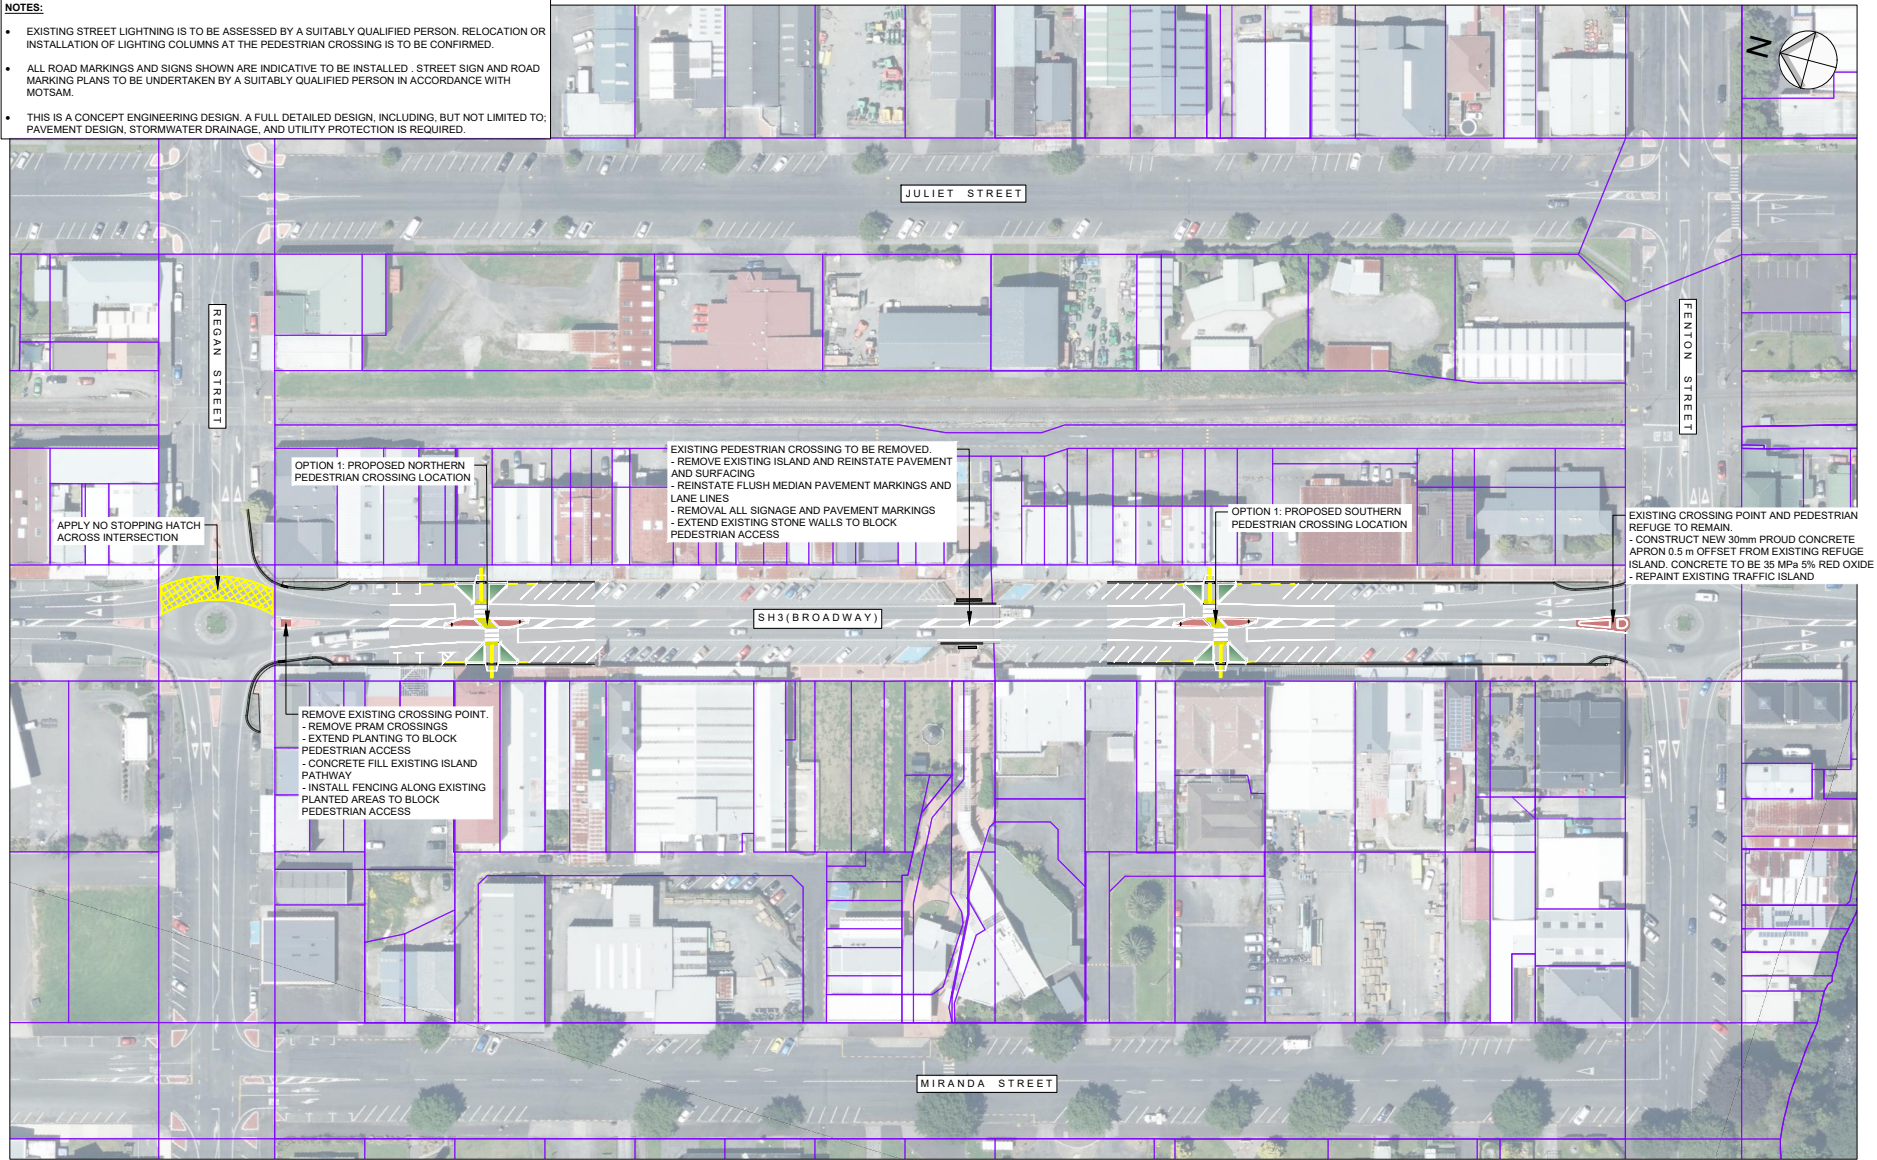 NOTES:
• EXISTING STREET LIGHTNING IS TO BE ASSESSED BY A SUITABLY QUALIFIED PERSON. RELOCATION OR
INSTALLATION OF LIGHTING COLUMNS AT THE PEDESTRIAN CROSSING IS TO BE CONFIRMED.
• ALL ROAD MARKINGS AND SIGNS SHOWN ARE INDICATIVE TO BE INSTALLED . STREET SIGN AND ROAD
MARKING PLANS TO BE UNDERTAKEN BY A SUITABLY QUALIFIED PERSON IN ACCORDANCE WITH
MOTSAM.
• THIS IS A CONCEPT ENGINEERING DESIGN. A FULL DETAILED DESIGN, INCLUDING, BUT NOT LIMITED TO;
PAVEMENT DESIGN, STORMWATER DRAINAGE, AND UTILITY PROTECTION IS REQUIRED.
N
JULIET STREET
REGAN STREET
FENTON STREET
OPTION 1: PROPOSED NORTHERN
PEDESTRIAN CROSSING LOCATION
EXISTING PEDESTRIAN CROSSING TO BE REMOVED.
- REMOVE EXISTING ISLAND AND REINSTATE PAVEMENT
AND SURFACING
- REINSTATE FLUSH MEDIAN PAVEMENT MARKINGS AND
LANE LINES
- REMOVAL ALL SIGNAGE AND PAVEMENT MARKINGS
- EXTEND EXISTING STONE WALLS TO BLOCK
PEDESTRIAN ACCESS
OPTION 1: PROPOSED SOUTHERN
PEDESTRIAN CROSSING LOCATION
EXISTING CROSSING POINT AND PEDESTRIAN
REFUGE TO REMAIN.
- CONSTRUCT NEW 30mm PROUD CONCRETE
APRON 0.5 m OFFSET FROM EXISTING REFUGE
ISLAND. CONCRETE TO BE 35 MPa 5% RED OXIDE
- REPAINT EXISTING TRAFFIC ISLAND
APPLY NO STOPPING HATCH
ACROSS INTERSECTION
SH3(BROADWAY)
REMOVE EXISTING CROSSING POINT.
- REMOVE PRAM CROSSINGS
- EXTEND PLANTING TO BLOCK
PEDESTRIAN ACCESS
- CONCRETE FILL EXISTING ISLAND
PATHWAY
- INSTALL FENCING ALONG EXISTING
PLANTED AREAS TO BLOCK
PEDESTRIAN ACCESS
MIRANDA STREET